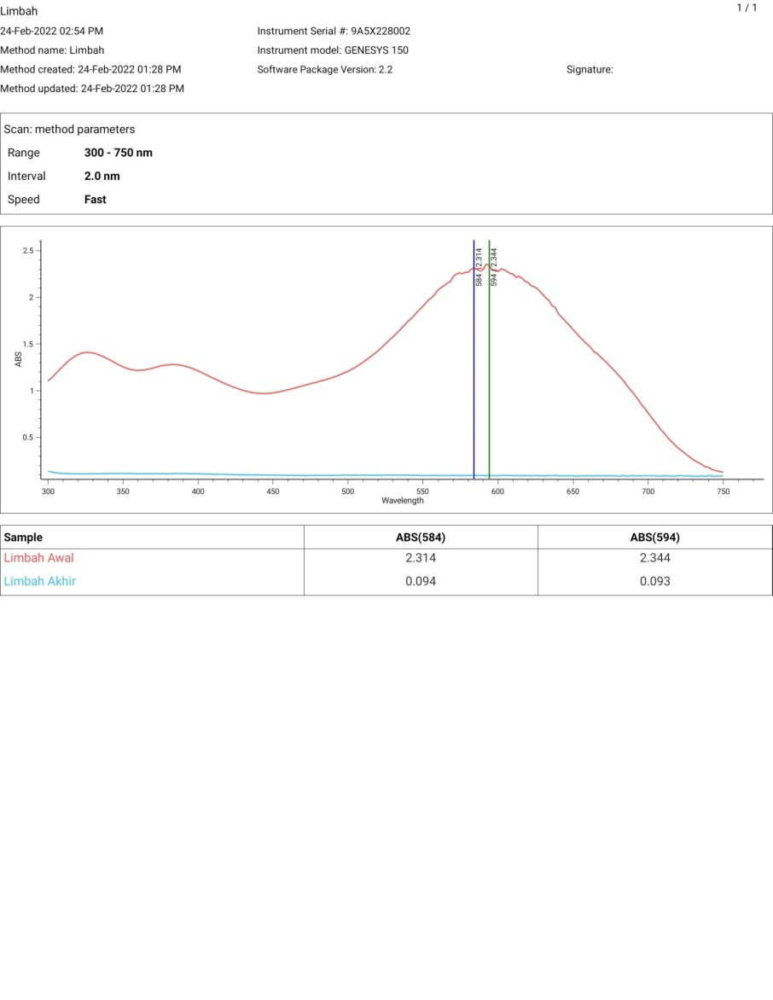 Limbah
1 / 1
24-Feb-2022 02:54 PM
Instrument Serial #: 9A5X228002
Method name: Limbah
Instrument model: GENESYS 150
Method created: 24-Feb-2022 01:28 PM
Software Package Version: 2.2
Signature:
Method updated: 24-Feb-2022 01:28 PM
Scan: method parameters
Range 300 - 750 nm
Interval 2.0 nm
Speed Fast
2.5
2
1.5
1
0.5
ABS
584 / 2.314
594 / 2.344
300 350 400 450 500 550 600 650 700 750
Wavelength
Sample ABS(584) ABS(594)
Limbah Awal 2.314 2.344
Limbah Akhir 0.094 0.093